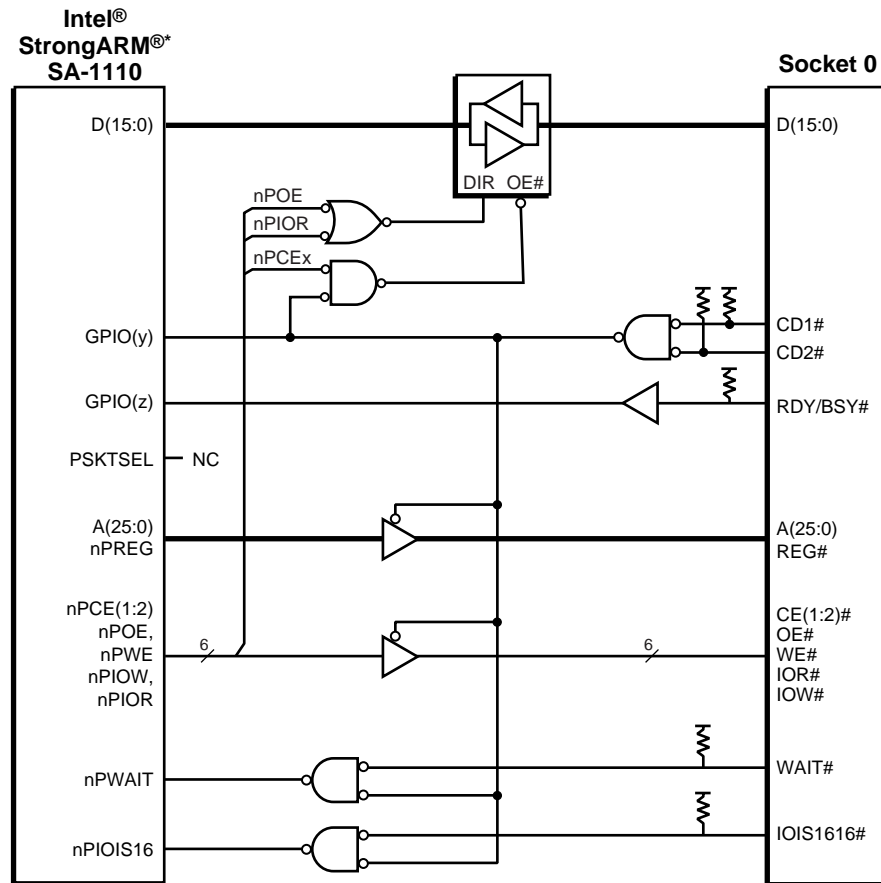 Intel®
StrongARM®*
SA-1110
Socket 0
D(15:0)
D(15:0)
DIR OE#
nPOE
nPIOR
nPCEx
GPIO(y)
CD1#
CD2#
GPIO(z)
RDY/BSY#
PSKTSEL
NC
A(25:0)
nPREG
A(25:0)
REG#
nPCE(1:2)
nPOE,
nPWE
nPIOW,
nPIOR
6
6
CE(1:2)#
OE#
WE#
IOR#
IOW#
nPWAIT
WAIT#
nPIOIS16
IOIS1616#